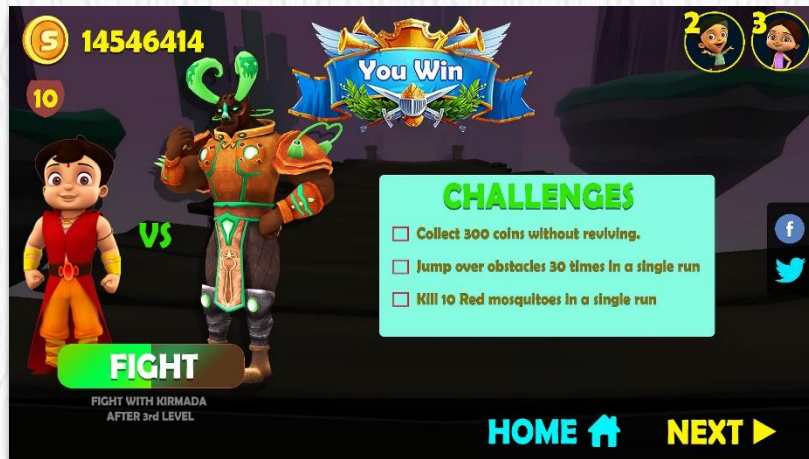 S 14546414
10
You Win
2 3
VS
CHALLENGES
Collect 300 coins without reviving.
Jump over obstacles 30 times in a single run
Kill 10 Red mosquitoes in a single run
f
FIGHT
FIGHT WITH KIRMADA
AFTER 3rd LEVEL
HOME
NEXT